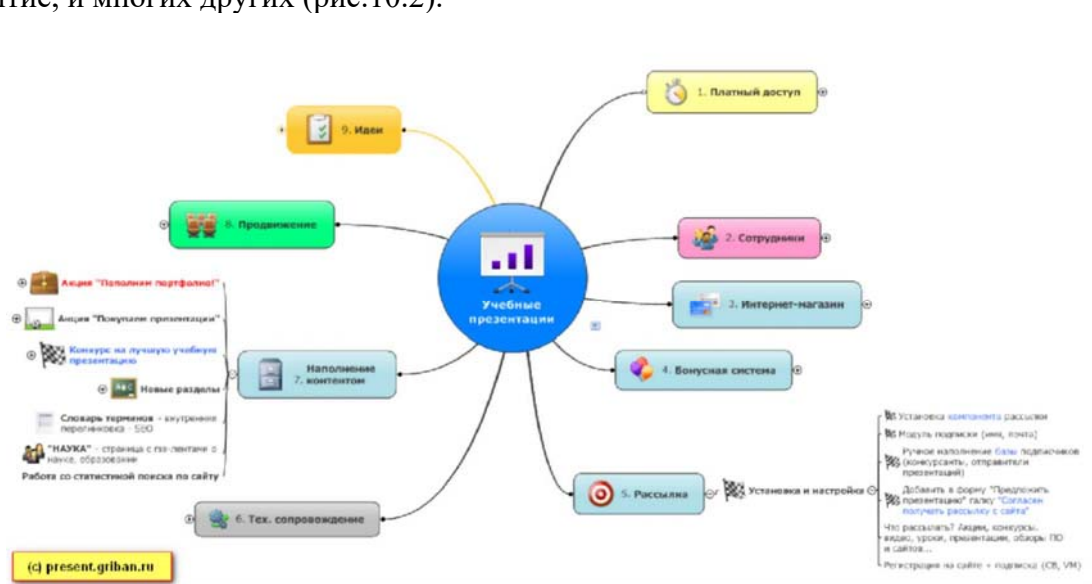 и многих других (рис.10.2).
1. Платный доступ
9. Идеи
8. Продвижение
2. Сотрудники
Учебные
презентации
3. Интернет-магазин
4. Бонусная система
Акция "Пополним портфолио!"
Акция "Покупаем презентации"
Конкурс на лучшую учебную
презентацию
Новые разделы
Словарь терминов - внутренняя
перелинковка - SEO
"НАУКА" - страница с rss-лентами о
науке, образовании
Работа со статистикой поиска по сайту
Наполнение
7. контентом
5. Рассылка
Установка и настройка
Установка компонента рассылки
Модуль подписки (имя, почта)
Ручное наполнение базы подписчиков
(конкурсанты, отправители
презентаций)
Добавить в форму "Предложить
презентацию" галку "Согласен
получать рассылку с сайта"
Что рассылать? Акции, конкурсы,
видео, уроки, презентации, обзоры ПО
и сайтов...
Регистрация на сайте + подписка (CB, VM)
6. Тех. сопровождение
(c) present.griban.ru